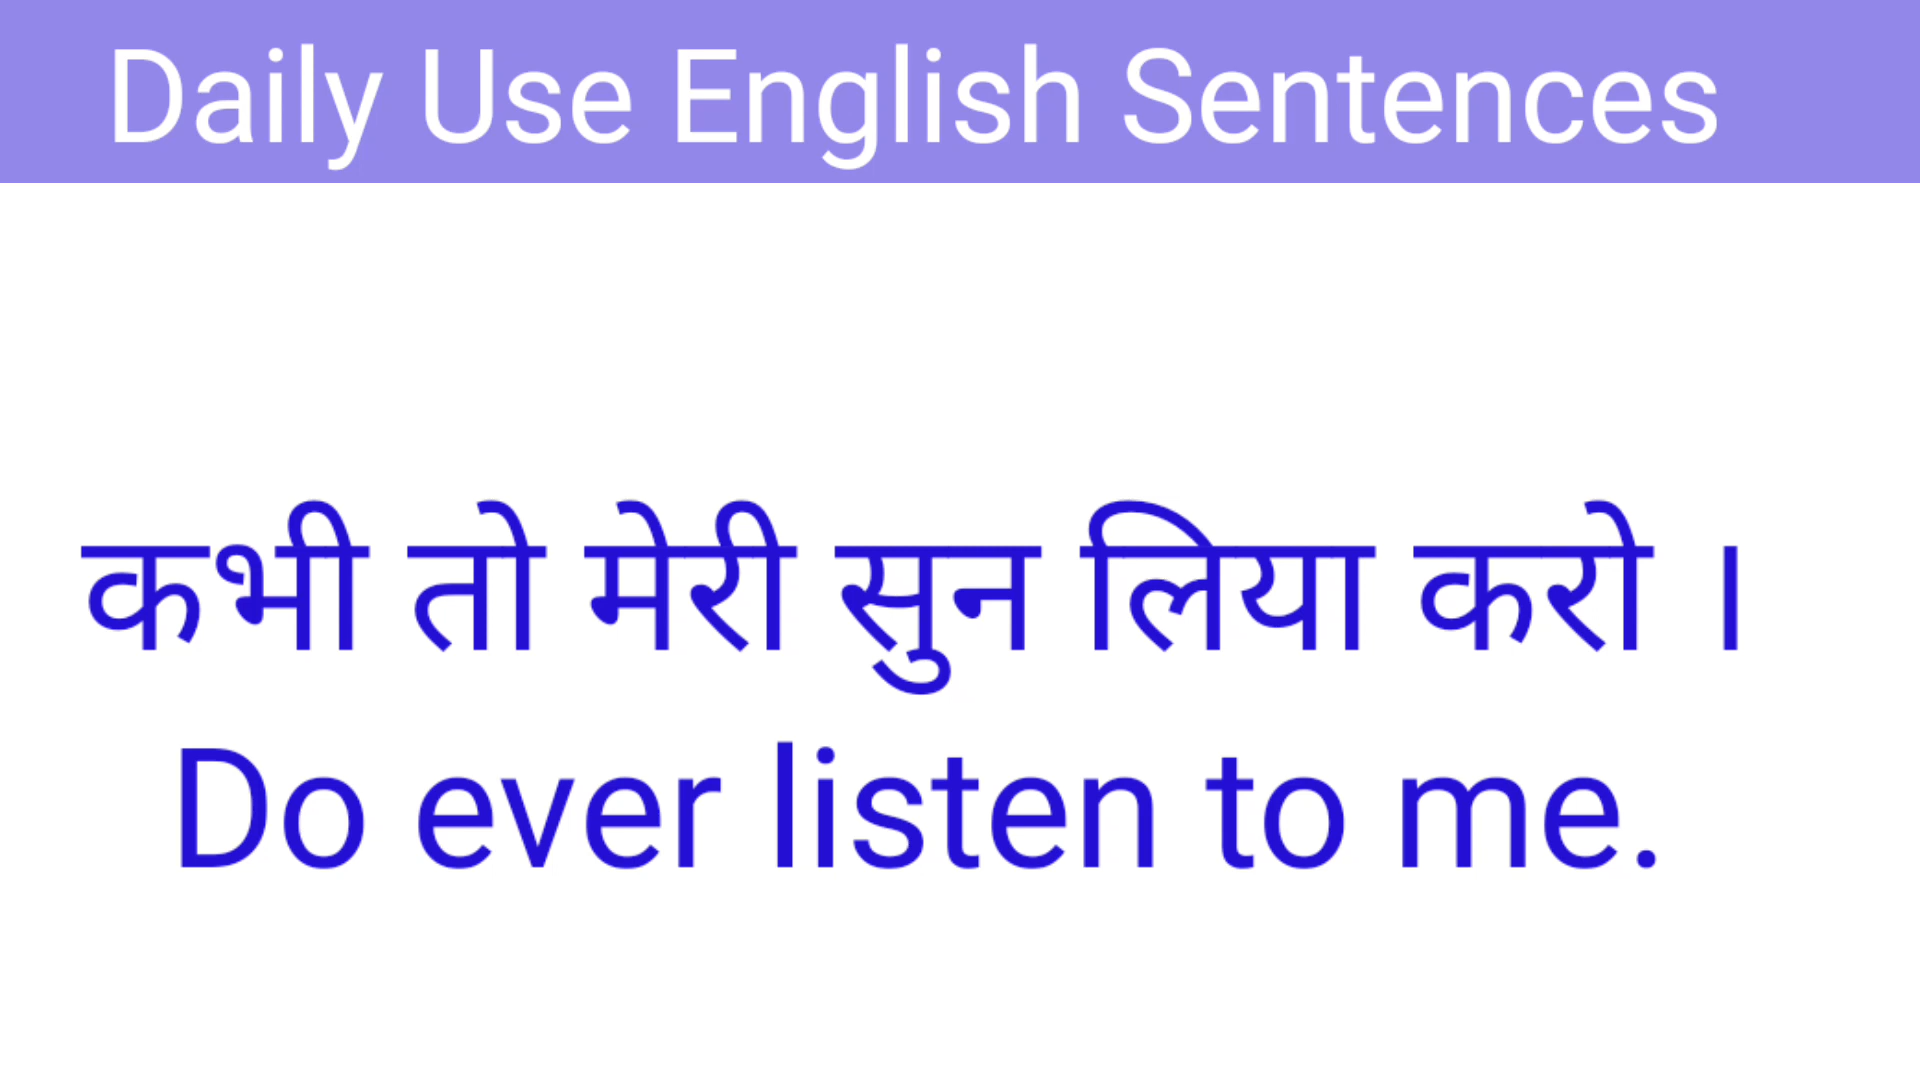 Daily Use English Sentences
कभी तो मेरी सुन लिया करो ।
Do ever listen to me.